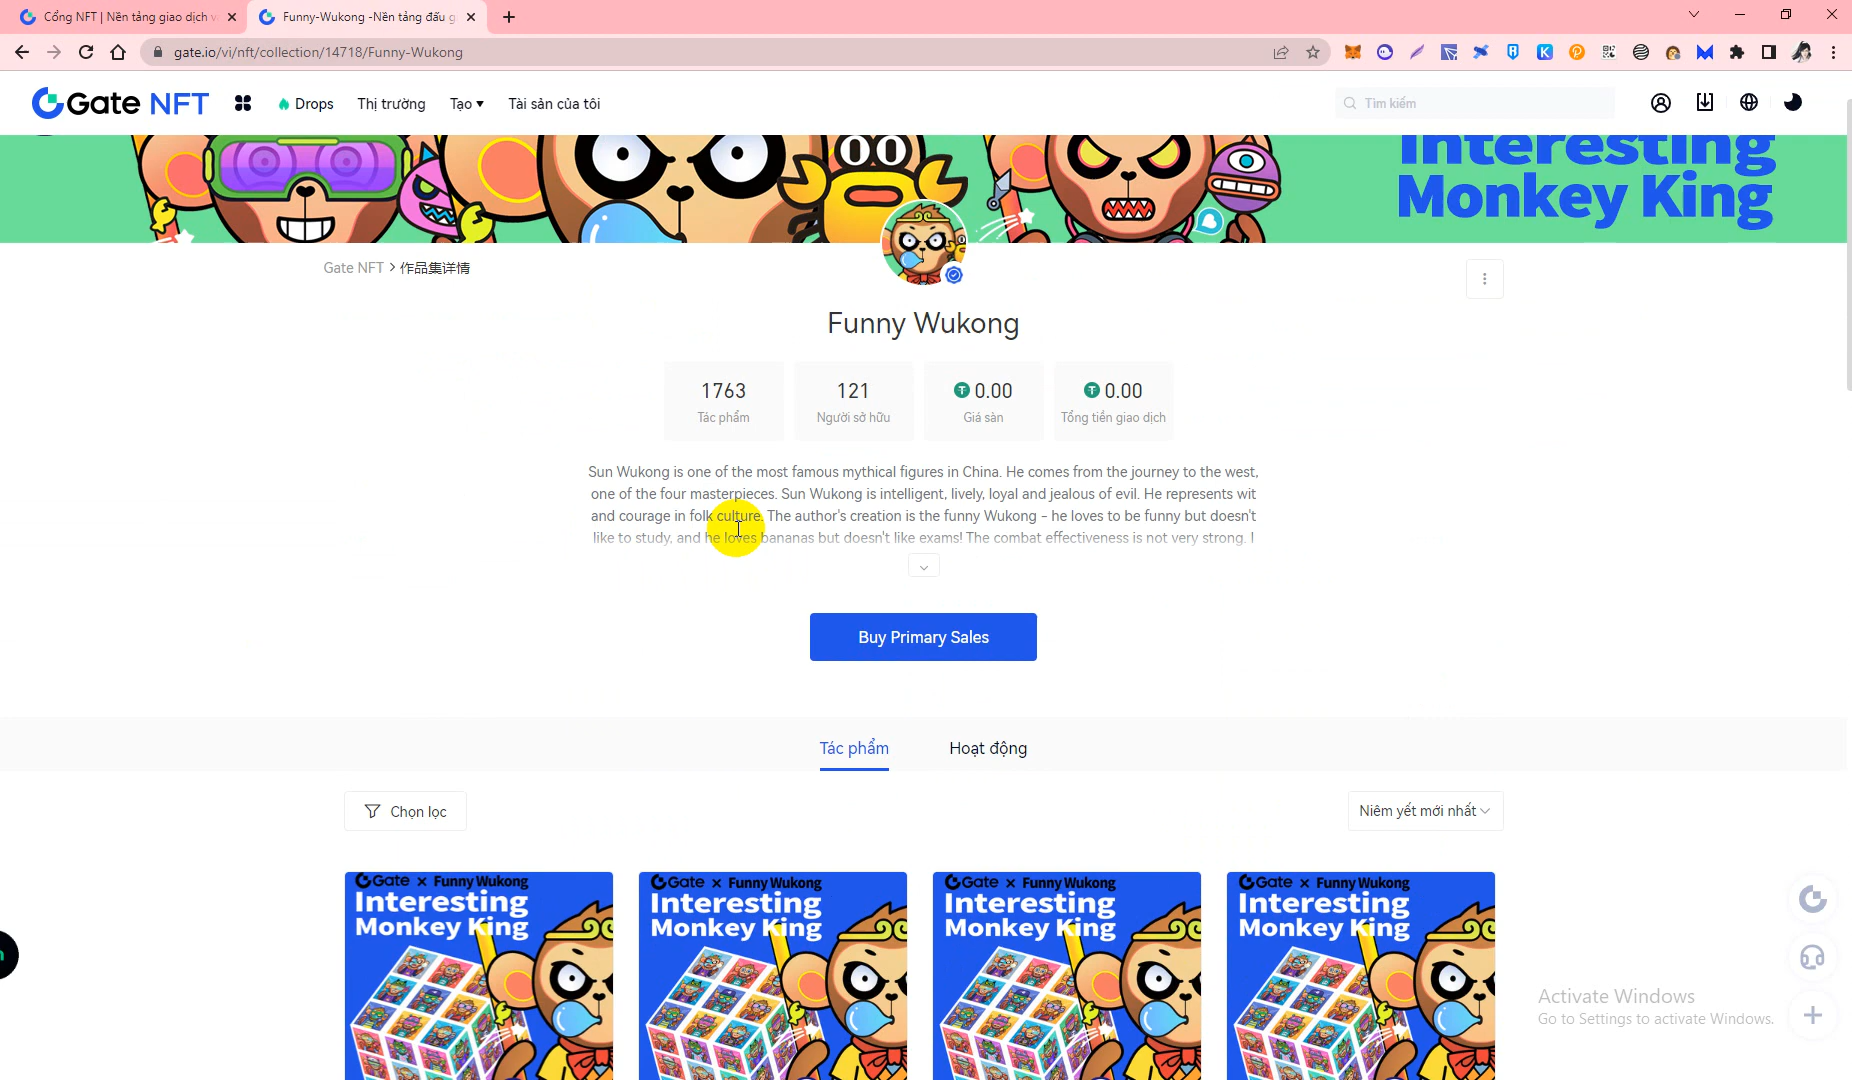 Cổng NFT | Nền tảng giao dịch v
Funny-Wukong -Nền tảng đấu g
gate.io/vi/nft/collection/14718/Funny-Wukong
Gate NFT
Drops
Thị trường
Tạo ▾
Tài sản của tôi
Tìm kiếm
Interesting
Monkey King
Gate NFT > 作品集详情
Funny Wukong
1763
Tác phẩm
121
Người sở hữu
0.00
Giá sàn
0.00
Tổng tiền giao dịch
Sun Wukong is one of the most famous mythical figures in China. He comes from the journey to the west,
one of the four masterpieces. Sun Wukong is intelligent, lively, loyal and jealous of evil. He represents wit
and courage in folk culture. The author's creation is the funny Wukong - he loves to be funny but doesn't
like to study, and he loves bananas but doesn't like exams! The combat effectiveness is not very strong. I
Buy Primary Sales
Tác phẩm
Hoạt động
Chọn lọc
Niêm yết mới nhất
Gate × Funny Wukong
Interesting
Monkey King
Gate × Funny Wukong
Interesting
Monkey King
Gate × Funny Wukong
Interesting
Monkey King
Gate × Funny Wukong
Interesting
Monkey King
Activate Windows
Go to Settings to activate Windows.